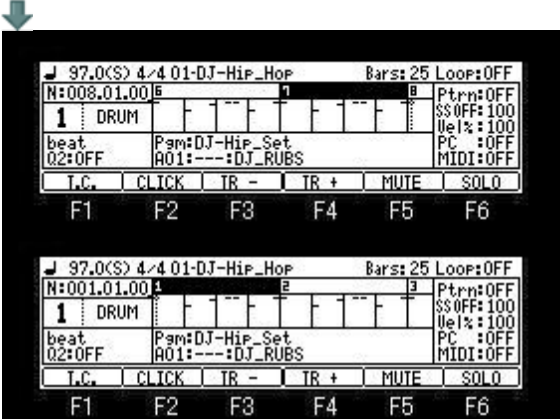 ♩ 97.0(S) 4/4 01-DJ-Hip_Hop Bars: 25 Loop:OFF
N:008.01.00 6 7 8 Ptrn:OFF
1 DRUM SSOFF:100
Vel%:100
beat Pgm:DJ-Hip_Set PC :OFF
Q2:OFF A01:---:DJ_RUBS MIDI:OFF
T.C. CLICK TR - TR + MUTE SOLO
F1 F2 F3 F4 F5 F6
♩ 97.0(S) 4/4 01-DJ-Hip_Hop Bars: 25 Loop:OFF
N:001.01.00 1 2 3 Ptrn:OFF
1 DRUM SSOFF:100
Vel%:100
beat Pgm:DJ-Hip_Set PC :OFF
Q2:OFF A01:---:DJ_RUBS MIDI:OFF
T.C. CLICK TR - TR + MUTE SOLO
F1 F2 F3 F4 F5 F6